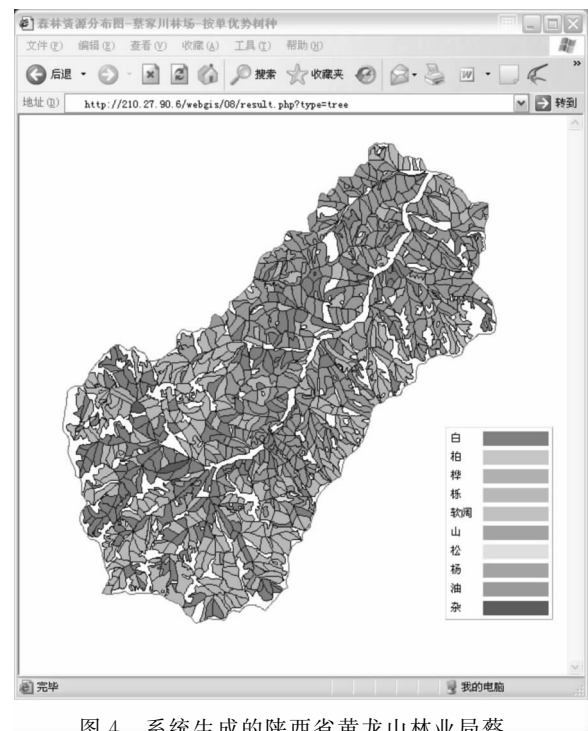 森林资源分布图-蔡家川林场-按单优势树种
文件(F) 编辑(E) 查看(V) 收藏(A) 工具(T) 帮助(H)
后退 搜索 收藏夹
地址(D) http://210.27.90.6/webgis/08/result.php?type=tree 转到
白
柏
桦
栎
软阔
山
松
杨
油
杂
完毕 我的电脑
图 4 系统生成的陕西省黄龙山林业局蔡